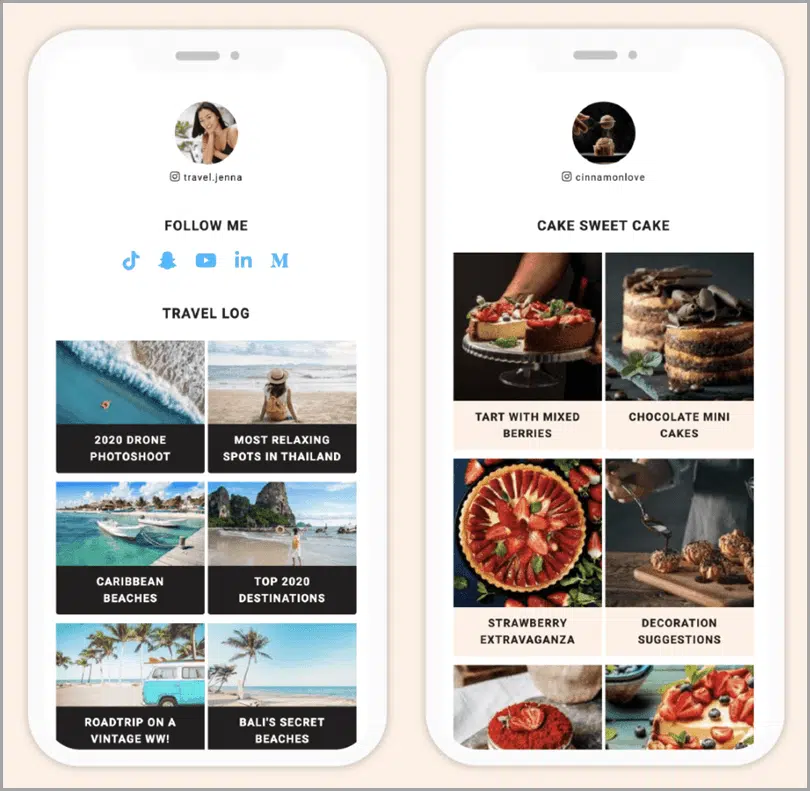 travel.jenna
FOLLOW ME
TRAVEL LOG
2020 DRONE
PHOTOSHOOT
MOST RELAXING
SPOTS IN THAILAND
CARIBBEAN
BEACHES
TOP 2020
DESTINATIONS
ROADTRIP ON A
VINTAGE WW!
BALI'S SECRET
BEACHES
cinnamonlove
CAKE SWEET CAKE
TART WITH MIXED
BERRIES
CHOCOLATE MINI
CAKES
STRAWBERRY
EXTRAVAGANZA
DECORATION
SUGGESTIONS